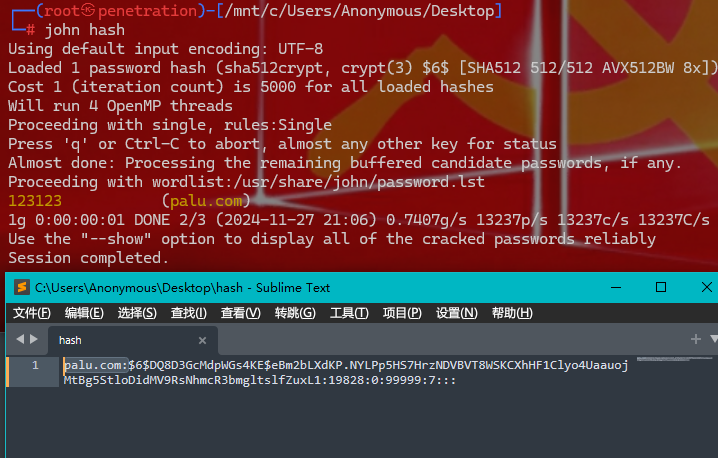 ┌──(root㉿penetration)-[/mnt/c/Users/Anonymous/Desktop]
└─# john hash
Using default input encoding: UTF-8
Loaded 1 password hash (sha512crypt, crypt(3) $6$ [SHA512 512/512 AVX512BW 8x])
Cost 1 (iteration count) is 5000 for all loaded hashes
Will run 4 OpenMP threads
Proceeding with single, rules:Single
Press 'q' or Ctrl-C to abort, almost any other key for status
Almost done: Processing the remaining buffered candidate passwords, if any.
Proceeding with wordlist:/usr/share/john/password.lst
123123 (palu.com)
1g 0:00:00:01 DONE 2/3 (2024-11-27 21:06) 0.7407g/s 13237p/s 13237c/s 13237C/s
Use the "--show" option to display all of the cracked passwords reliably
Session completed.
C:\Users\Anonymous\Desktop\hash - Sublime Text
文件(F) 编辑(E) 选择(S) 查找(I) 查看(V) 转跳(G) 工具(T) 项目(P) 设置(N) 帮助(H)
hash
1 palu.com:$6$DQ8D3GcMdpWGs4KE$eBm2bLXdKP.NYLPp5HS7HrzNDVBVT8WSKCXhHF1Clyo4Uaauoj
MtBg5StloDidMV9RsNhmcR3bmgltslfZuxL1:19828:0:99999:7:::